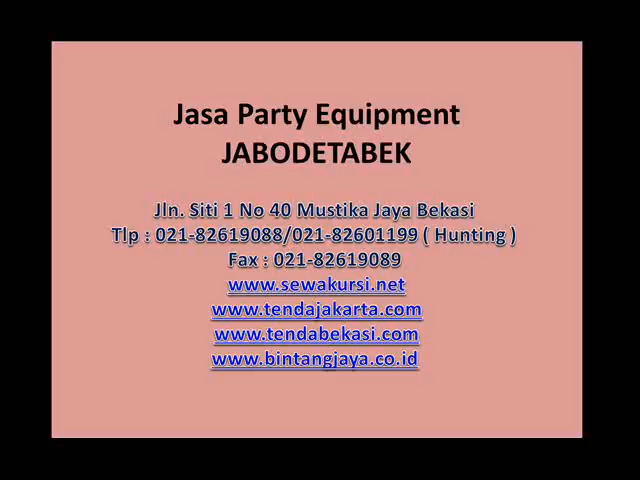 Jasa Party Equipment
JABODETABEK
Jln. Siti 1 No 40 Mustika Jaya Bekasi
Tlp : 021-82619088/021-82601199 ( Hunting )
Fax : 021-82619089
www.sewakursi.net
www.tendajakarta.com
www.tendabekasi.com
www.bintangjaya.co.id